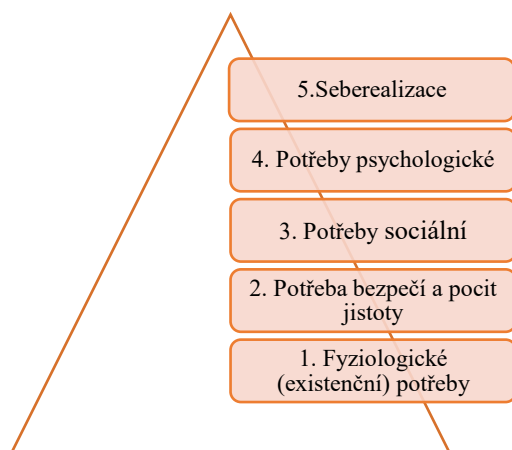 5.Seberealizace
4. Potřeby psychologické
3. Potřeby sociální
2. Potřeba bezpečí a pocit
jistoty
1. Fyziologické
(existenční) potřeby